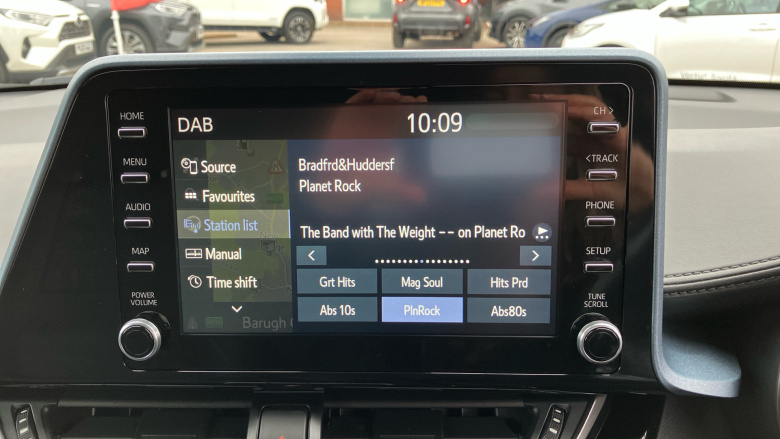 HOME
MENU
AUDIO
MAP
POWER
VOLUME
DAB
10:09
Source
Favourites
Station list
Manual
Time shift
Barugh
Bradfrd&Huddersf
Planet Rock
The Band with The Weight -- on Planet Ro
< >
Grt Hits Mag Soul Hits Prd
Abs 10s PlnRock Abs80s
CH >
< TRACK
PHONE
SETUP
TUNE
SCROLL